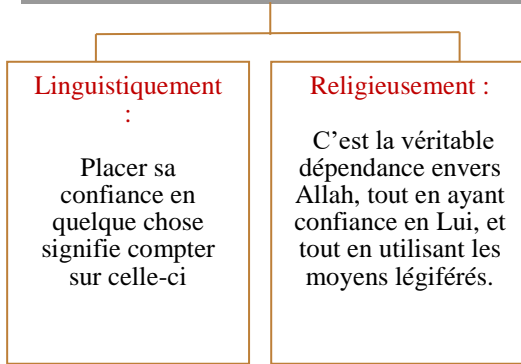 Linguistiquement
:
Placer sa
confiance en
quelque chose
signifie compter
sur celle-ci
Religieusement :
C’est la véritable
dépendance envers
Allah, tout en ayant
confiance en Lui, et
tout en utilisant les
moyens légiférés.